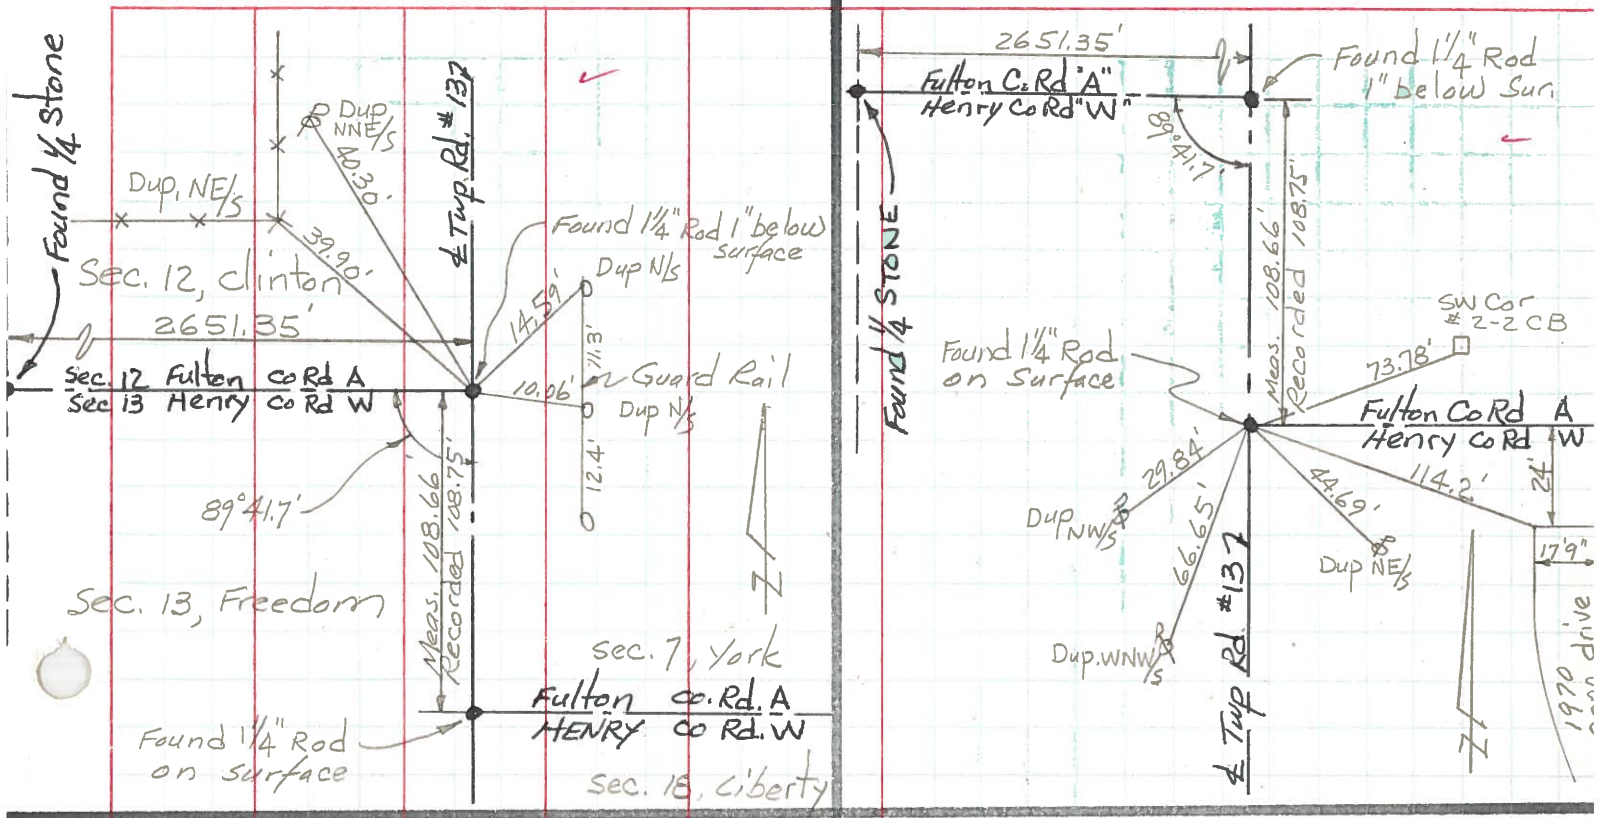 Found 1/4 Stone
Dup, NE/s
Dup
NNE/s
40.30'
39.90'
℄ Twp. Rd. # 137
Found 1¼" Rod 1" below
surface
Sec. 12, Clinton
2651.35'
Dup N/s
14.59'
11.3'
Guard Rail
10.06'
Dup N/s
12.4'
Sec. 12 Fulton Co Rd A
Sec 13 Henry Co Rd W
89°41.7'
Meas. 108.66'
Recorded 108.75'
Sec. 13, Freedom
Sec. 7, York
Fulton Co. Rd. A
HENRY Co Rd. W
Found 1¼" Rod
on surface
Sec. 18, Liberty
N
2651.35'
Found 1¼" Rod
1" below Sur.
Fulton Co Rd "A"
Henry Co Rd "W"
89°41.7'
Found 1/4 STONE
Meas. 108.66'
Recorded 108.75'
SW Cor
# 2-2 CB
73.78'
Found 1¼" Rod
on Surface
Fulton Co Rd A
Henry Co Rd W
29.84'
66.65'
44.69'
114.2'
24'
Dup NW/s
Dup NE/s
17'9"
Dup. WNW/s
℄ Twp Rd. #137
N
1970
drive